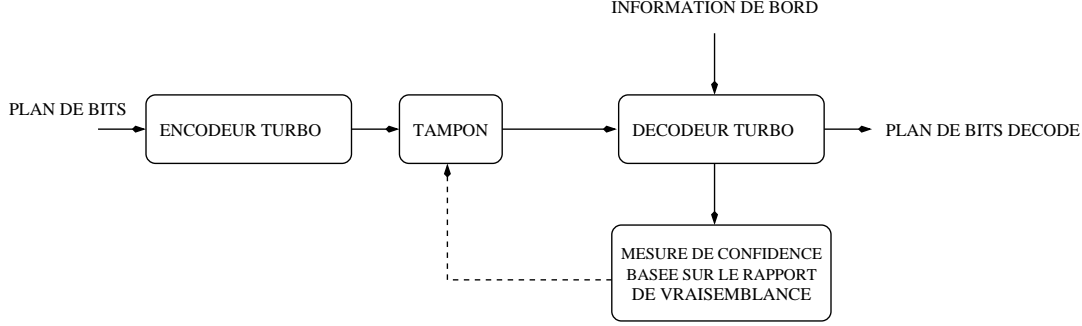 INFORMATION DE BORD
PLAN DE BITS
ENCODEUR TURBO
TAMPON
DECODEUR TURBO
PLAN DE BITS DECODE
MESURE DE CONFIDENCE
BASEE SUR LE RAPPORT
DE VRAISEMBLANCE